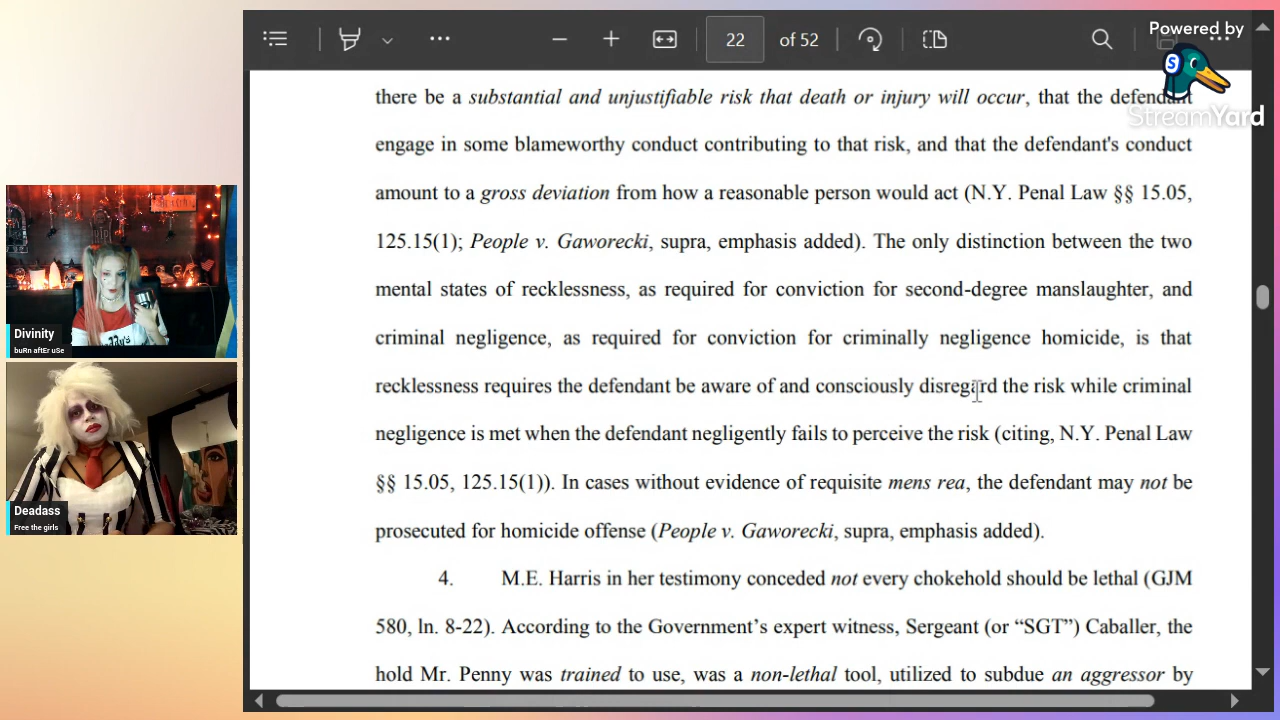 22 of 52
Powered by
S
StreamYard
there be a substantial and unjustifiable risk that death or injury will occur, that the defendant
engage in some blameworthy conduct contributing to that risk, and that the defendant's conduct
amount to a gross deviation from how a reasonable person would act (N.Y. Penal Law §§ 15.05,
125.15(1); People v. Gaworecki, supra, emphasis added). The only distinction between the two
mental states of recklessness, as required for conviction for second-degree manslaughter, and
criminal negligence, as required for conviction for criminally negligence homicide, is that
recklessness requires the defendant be aware of and consciously disregard the risk while criminal
negligence is met when the defendant negligently fails to perceive the risk (citing, N.Y. Penal Law
§§ 15.05, 125.15(1)). In cases without evidence of requisite mens rea, the defendant may not be
prosecuted for homicide offense (People v. Gaworecki, supra, emphasis added).
4. M.E. Harris in her testimony conceded not every chokehold should be lethal (GJM
580, ln. 8-22). According to the Government’s expert witness, Sergeant (or “SGT”) Caballer, the
hold Mr. Penny was trained to use, was a non-lethal tool, utilized to subdue an aggressor by
Divinity
buRn aftEr uSe
Deadass
Free the girls